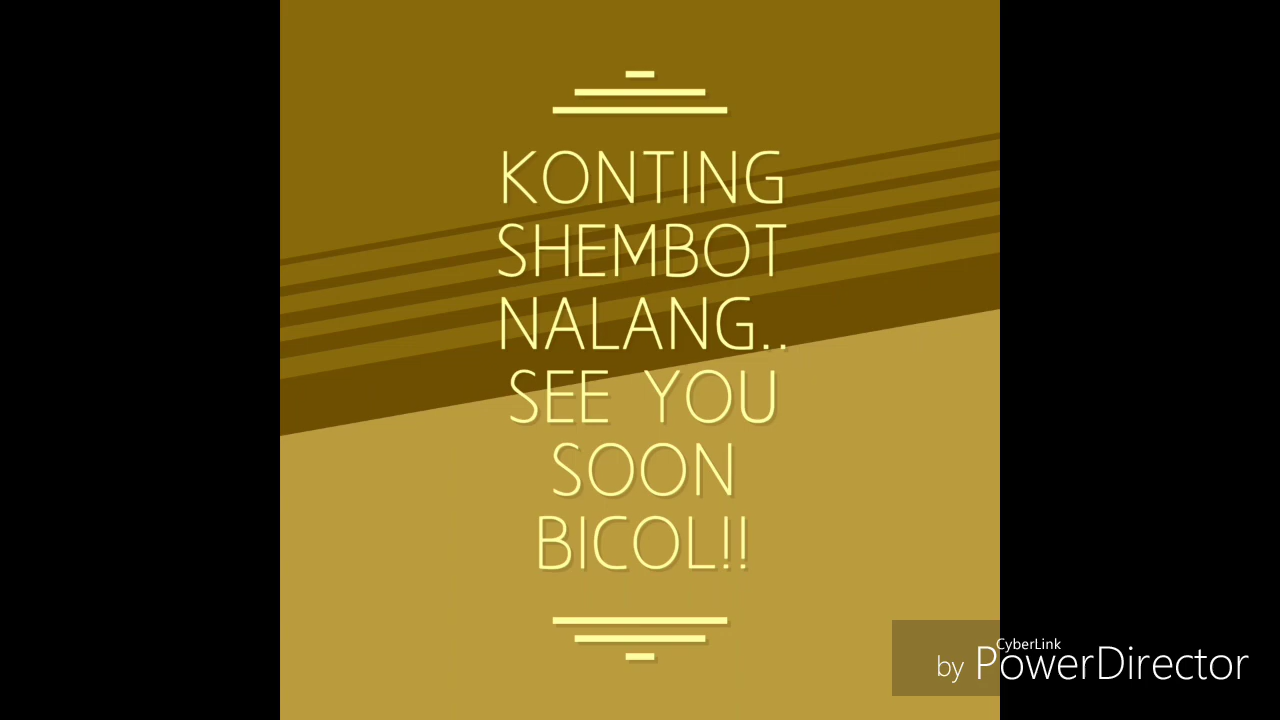 KONTING
SHEMBOT
NALANG..
SEE YOU
SOON
BICOL!!
CyberLink
by PowerDirector